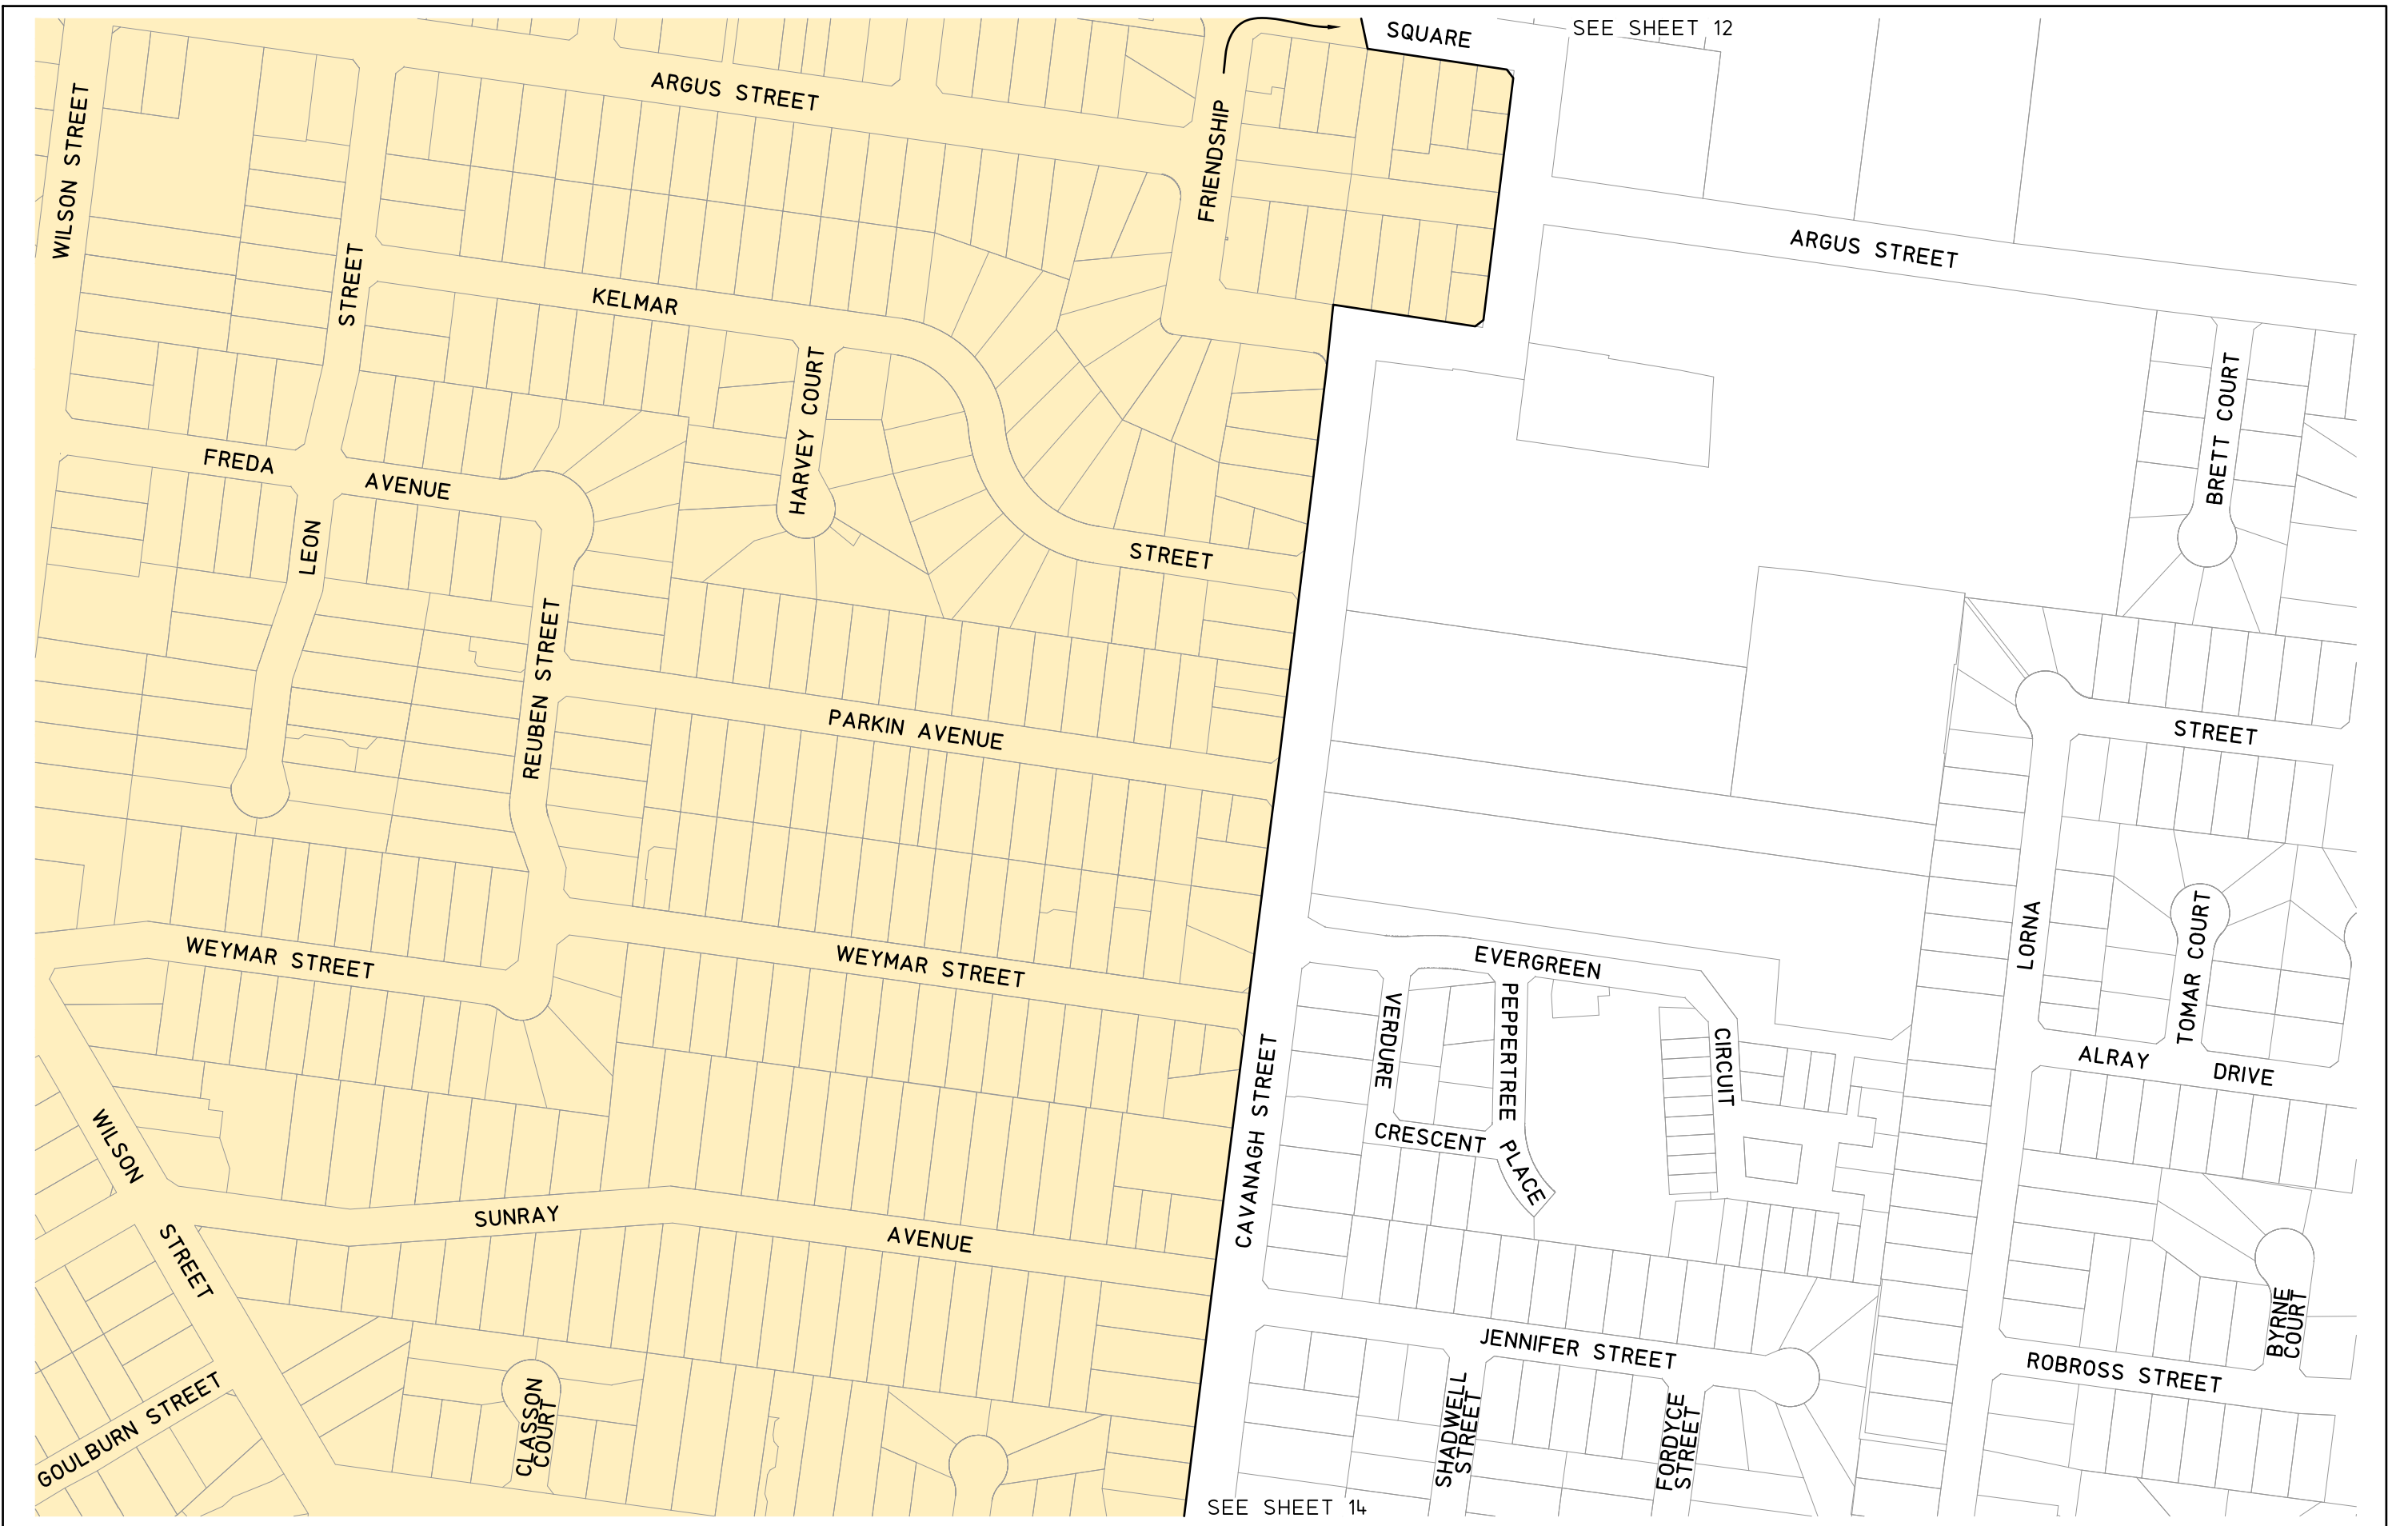 SEE SHEET 12
SQUARE
ARGUS STREET
WILSON STREET
FRIENDSHIP
ARGUS STREET
STREET
KELMAR
HARVEY COURT
BRETT COURT
FREDA
AVENUE
LEON
STREET
REUBEN STREET
PARKIN AVENUE
STREET
WEYMAR STREET
WEYMAR STREET
EVERGREEN
LORNA
TOMAR COURT
VERDURE
PEPPERTREE PLACE
CIRCUIT
ALRAY DRIVE
CAVANAGH STREET
CRESCENT
WILSON
STREET
SUNRAY
AVENUE
BYRNE
COURT
JENNIFER STREET
ROBROSS STREET
GOULBURN STREET
CLASSON
COURT
SHADWELL
STREET
FORDYCE
STREET
SEE SHEET 14